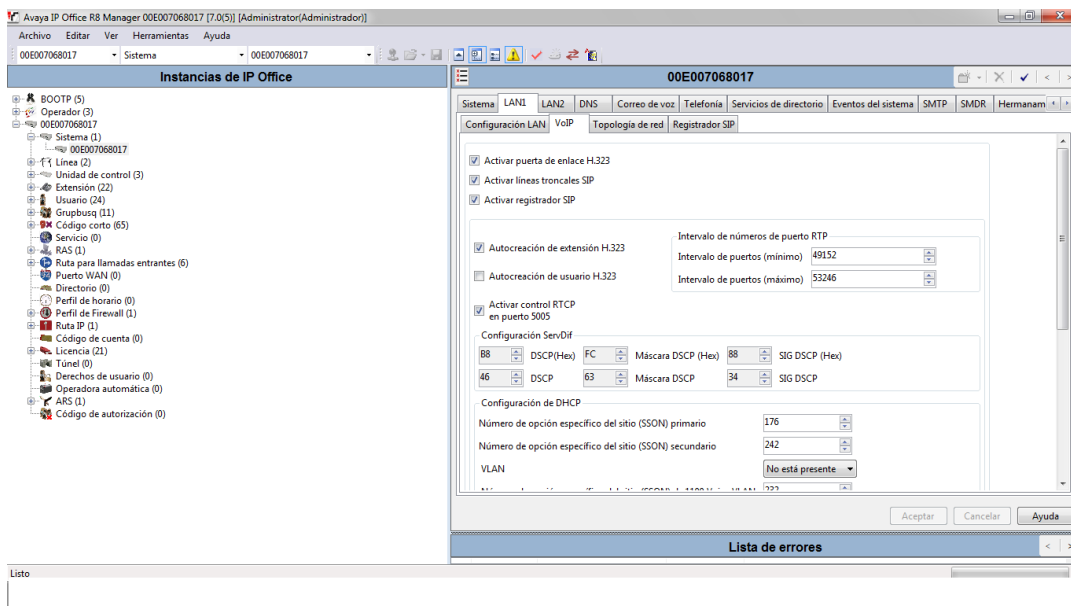 Avaya IP Office R8 Manager 00E007068017 [7.0(5)] [Administrator(Administrador)]
Archivo Editar Ver Herramientas Ayuda
00E007068017 Sistema 00E007068017
Instancias de IP Office
BOOTP (5)
Operador (3)
00E007068017
Sistema (1)
00E007068017
Línea (2)
Unidad de control (3)
Extensión (22)
Usuario (24)
Grupbusq (11)
Código corto (65)
Servicio (0)
RAS (1)
Ruta para llamadas entrantes (6)
Puerto WAN (0)
Directorio (0)
Perfil de horario (0)
Perfil de Firewall (1)
Ruta IP (1)
Código de cuenta (0)
Licencia (21)
Túnel (0)
Derechos de usuario (0)
Operadora automática (0)
ARS (1)
Código de autorización (0)
00E007068017
Sistema LAN1 LAN2 DNS Correo de voz Telefonía Servicios de directorio Eventos del sistema SMTP SMDR Hermanam
Configuración LAN VoIP Topología de red Registrador SIP
Activar puerta de enlace H.323
Activar líneas troncales SIP
Activar registrador SIP
Autocreación de extensión H.323
Autocreación de usuario H.323
Intervalo de números de puerto RTP
Intervalo de puertos (mínimo) 49152
Intervalo de puertos (máximo) 53246
Activar control RTCP
en puerto 5005
Configuración ServDif
B8 DSCP(Hex) FC Máscara DSCP (Hex) 88 SIG DSCP (Hex)
46 DSCP 63 Máscara DSCP 34 SIG DSCP
Configuración de DHCP
Número de opción específico del sitio (SSON) primario 176
Número de opción específico del sitio (SSON) secundario 242
VLAN No está presente
Aceptar Cancelar Ayuda
Lista de errores
Listo